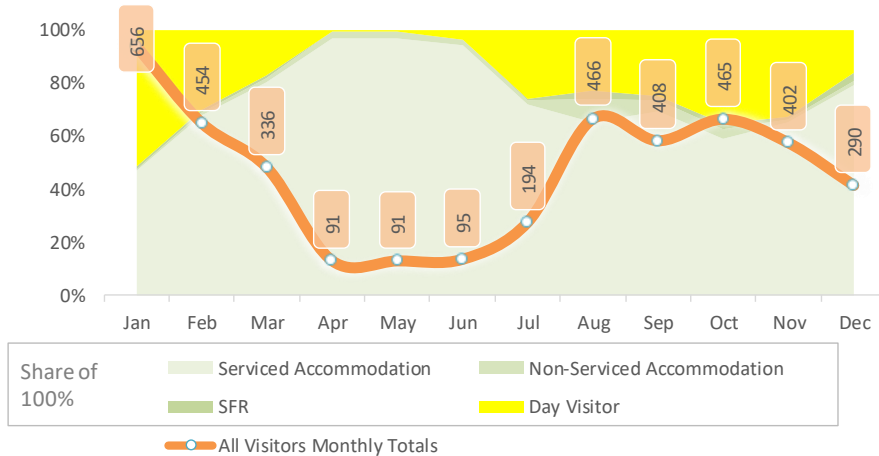 100%
80%
60%
40%
20%
0%
656
454
336
91
91
95
194
466
408
465
402
290
Jan Feb Mar Apr May Jun Jul Aug Sep Oct Nov Dec
Share of
100%
Serviced Accommodation
Non-Serviced Accommodation
SFR
Day Visitor
All Visitors Monthly Totals